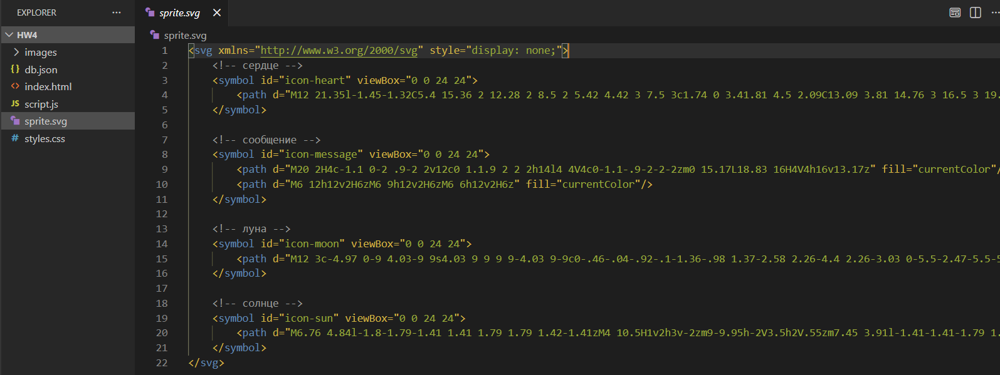 EXPLORER ···
sprite.svg ×
HW4
images
{} db.json
<> index.html
JS script.js
sprite.svg
# styles.css
sprite.svg
1 <svg xmlns="http://www.w3.org/2000/svg" style="display: none;">
2 <!-- сердце -->
3 <symbol id="icon-heart" viewBox="0 0 24 24">
4 <path d="M12 21.35l-1.45-1.32C5.4 15.36 2 12.28 2 8.5 2 5.42 4.42 3 7.5 3c1.74 0 3.41.81 4.5 2.09C13.09 3.81 14.76 3 16.5 3 19.
5 </symbol>
6
7 <!-- сообщение -->
8 <symbol id="icon-message" viewBox="0 0 24 24">
9 <path d="M20 2H4c-1.1 0-2 .9-2 2v12c0 1.1.9 2 2 2h14l4 4V4c0-1.1-.9-2-2-2zm0 15.17L18.83 16H4V4h16v13.17z" fill="currentColor"/
10 <path d="M6 12h12v2H6zM6 9h12v2H6zM6 6h12v2H6z" fill="currentColor"/>
11 </symbol>
12
13 <!-- луна -->
14 <symbol id="icon-moon" viewBox="0 0 24 24">
15 <path d="M12 3c-4.97 0-9 4.03-9 9s4.03 9 9 9 9-4.03 9-9c0-.46-.04-.92-.1-1.36-.98 1.37-2.58 2.26-4.4 2.26-3.03 0-5.5-2.47-5.5-5
16 </symbol>
17
18 <!-- солнце -->
19 <symbol id="icon-sun" viewBox="0 0 24 24">
20 <path d="M6.76 4.84l-1.8-1.79-1.41 1.41 1.79 1.79 1.42-1.41zM4 10.5H1v2h3v-2zm9-9.95h-2V3.5h2V.55zm7.45 3.91l-1.41-1.41-1.79 1.
21 </symbol>
22 </svg>